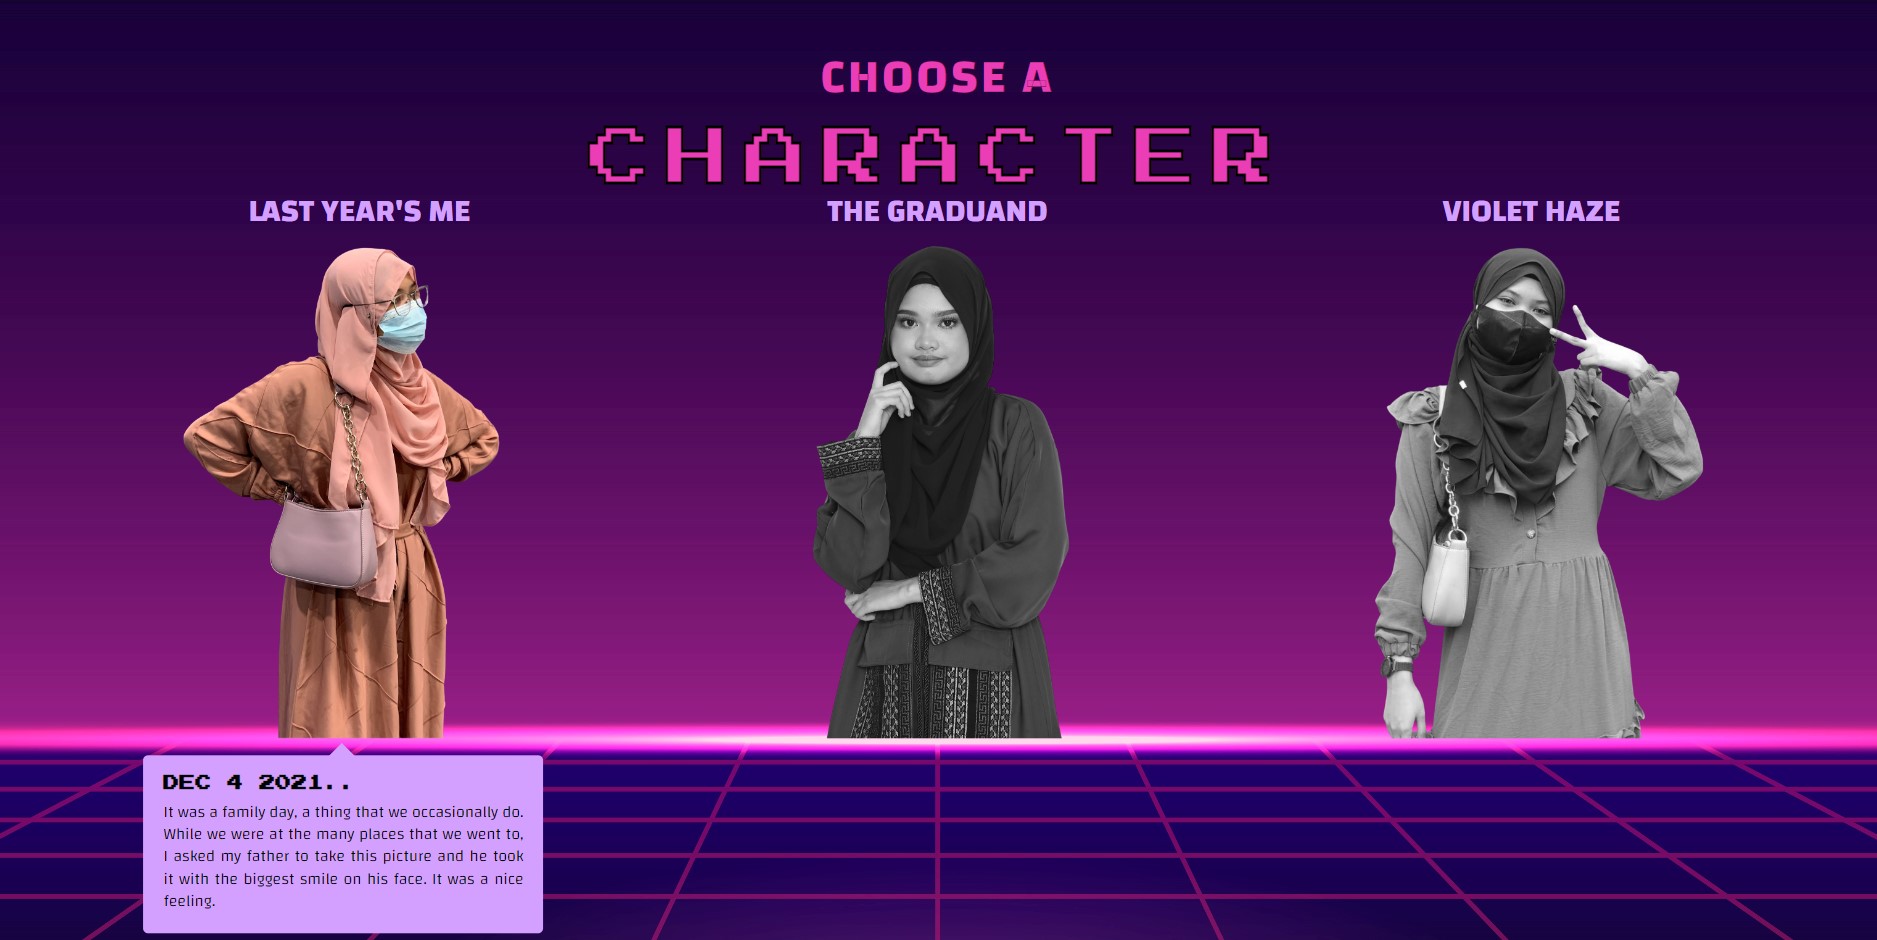 CHOOSE A
CHARACTER
LAST YEAR'S ME
THE GRADUAND
VIOLET HAZE
DEC 4 2021..
It was a family day, a thing that we occasionally do.
While we were at the many places that we went to,
I asked my father to take this picture and he took
it with the biggest smile on his face. It was a nice
feeling.